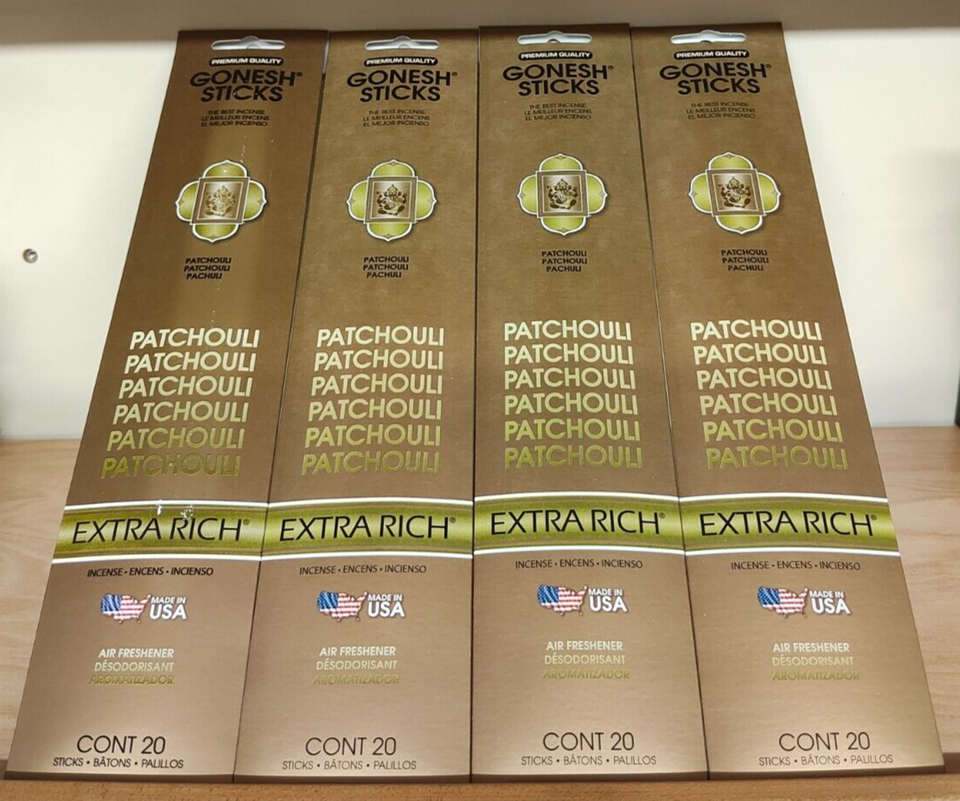 PREMIUM QUALITY
GONESH®
STICKS
THE BEST INCENSE
LE MEILLEUR ENCENS
EL MEJOR INCIENSO
PATCHOULI
PATCHOULI
PACHULI
PATCHOULI
PATCHOULI
PATCHOULI
PATCHOULI
PATCHOULI
PATCHOULI
EXTRA RICH®
INCENSE • ENCENS • INCIENSO
MADE IN
USA
AIR FRESHENER
DÉSODORISANT
AROMATIZADOR
CONT 20
STICKS • BÂTONS • PALILLOS
PREMIUM QUALITY
GONESH®
STICKS
THE BEST INCENSE
LE MEILLEUR ENCENS
EL MEJOR INCIENSO
PATCHOULI
PATCHOULI
PACHULI
PATCHOULI
PATCHOULI
PATCHOULI
PATCHOULI
PATCHOULI
PATCHOULI
EXTRA RICH®
INCENSE • ENCENS • INCIENSO
MADE IN
USA
AIR FRESHENER
DÉSODORISANT
AROMATIZADOR
CONT 20
STICKS • BÂTONS • PALILLOS
PREMIUM QUALITY
GONESH®
STICKS
THE BEST INCENSE
LE MEILLEUR ENCENS
EL MEJOR INCIENSO
PATCHOULI
PATCHOULI
PACHULI
PATCHOULI
PATCHOULI
PATCHOULI
PATCHOULI
PATCHOULI
PATCHOULI
EXTRA RICH®
INCENSE • ENCENS • INCIENSO
MADE IN
USA
AIR FRESHENER
DÉSODORISANT
AROMATIZADOR
CONT 20
STICKS • BÂTONS • PALILLOS
PREMIUM QUALITY
GONESH®
STICKS
THE BEST INCENSE
LE MEILLEUR ENCENS
EL MEJOR INCIENSO
PATCHOULI
PATCHOULI
PACHULI
PATCHOULI
PATCHOULI
PATCHOULI
PATCHOULI
PATCHOULI
PATCHOULI
EXTRA RICH®
INCENSE • ENCENS • INCIENSO
MADE IN
USA
AIR FRESHENER
DÉSODORISANT
AROMATIZADOR
CONT 20
STICKS • BÂTONS • PALILLOS